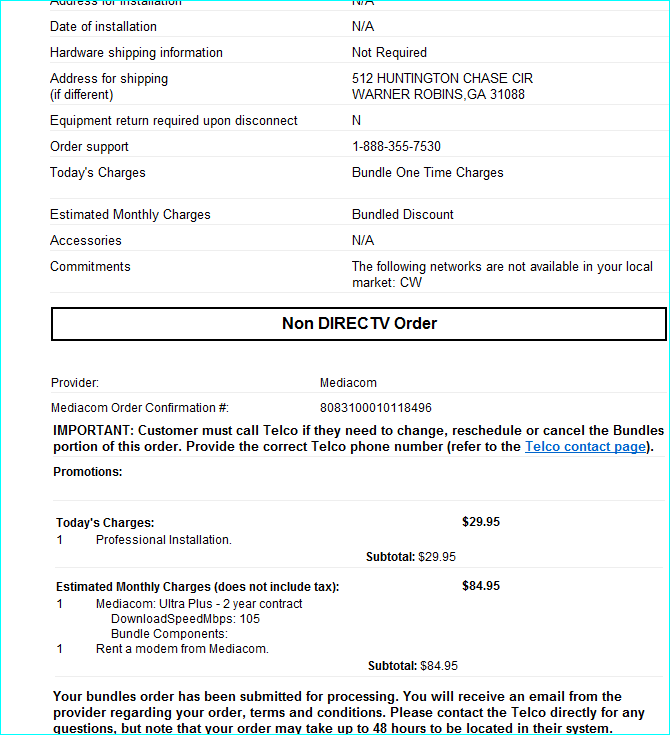 Address for installation N/A
Date of installation N/A
Hardware shipping information Not Required
Address for shipping 512 HUNTINGTON CHASE CIR
(if different) WARNER ROBINS,GA 31088
Equipment return required upon disconnect N
Order support 1-888-355-7530
Today's Charges Bundle One Time Charges
Estimated Monthly Charges Bundled Discount
Accessories N/A
Commitments The following networks are not available in your local
market: CW
Non DIRECTV Order
Provider: Mediacom
Mediacom Order Confirmation #: 8083100010118496
IMPORTANT: Customer must call Telco if they need to change, reschedule or cancel the Bundles
portion of this order. Provide the correct Telco phone number (refer to the Telco contact page).
Promotions:
Today's Charges: $29.95
1 Professional Installation.
Subtotal: $29.95
Estimated Monthly Charges (does not include tax): $84.95
1 Mediacom: Ultra Plus - 2 year contract
DownloadSpeedMbps: 105
Bundle Components:
1 Rent a modem from Mediacom.
Subtotal: $84.95
Your bundles order has been submitted for processing. You will receive an email from the
provider regarding your order, terms and conditions. Please contact the Telco directly for any
questions, but note that your order may take up to 48 hours to be located in their system.